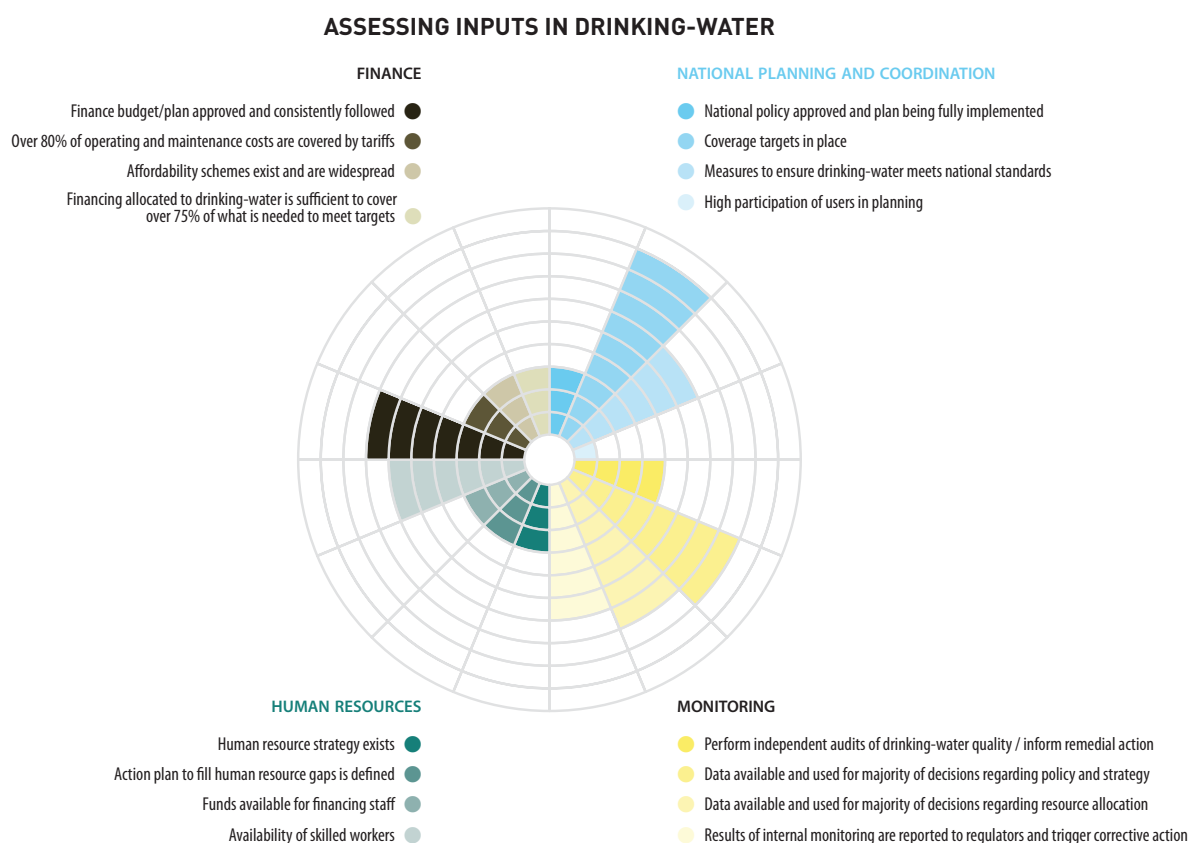 ASSESSING INPUTS IN DRINKING-WATER
FINANCE
Finance budget/plan approved and consistently followed
Over 80% of operating and maintenance costs are covered by tariffs
Affordability schemes exist and are widespread
Financing allocated to drinking-water is sufficient to cover
over 75% of what is needed to meet targets
NATIONAL PLANNING AND COORDINATION
National policy approved and plan being fully implemented
Coverage targets in place
Measures to ensure drinking-water meets national standards
High participation of users in planning
HUMAN RESOURCES
Human resource strategy exists
Action plan to fill human resource gaps is defined
Funds available for financing staff
Availability of skilled workers
MONITORING
Perform independent audits of drinking-water quality / inform remedial action
Data available and used for majority of decisions regarding policy and strategy
Data available and used for majority of decisions regarding resource allocation
Results of internal monitoring are reported to regulators and trigger corrective action